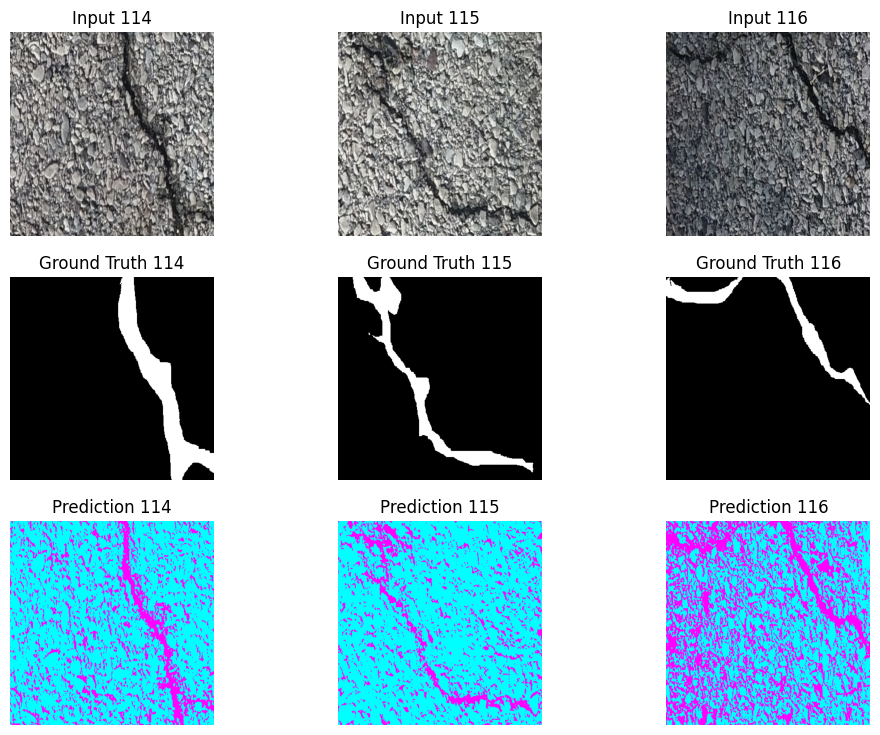 Input 114
Input 115
Input 116
Ground Truth 114
Ground Truth 115
Ground Truth 116
Prediction 114
Prediction 115
Prediction 116